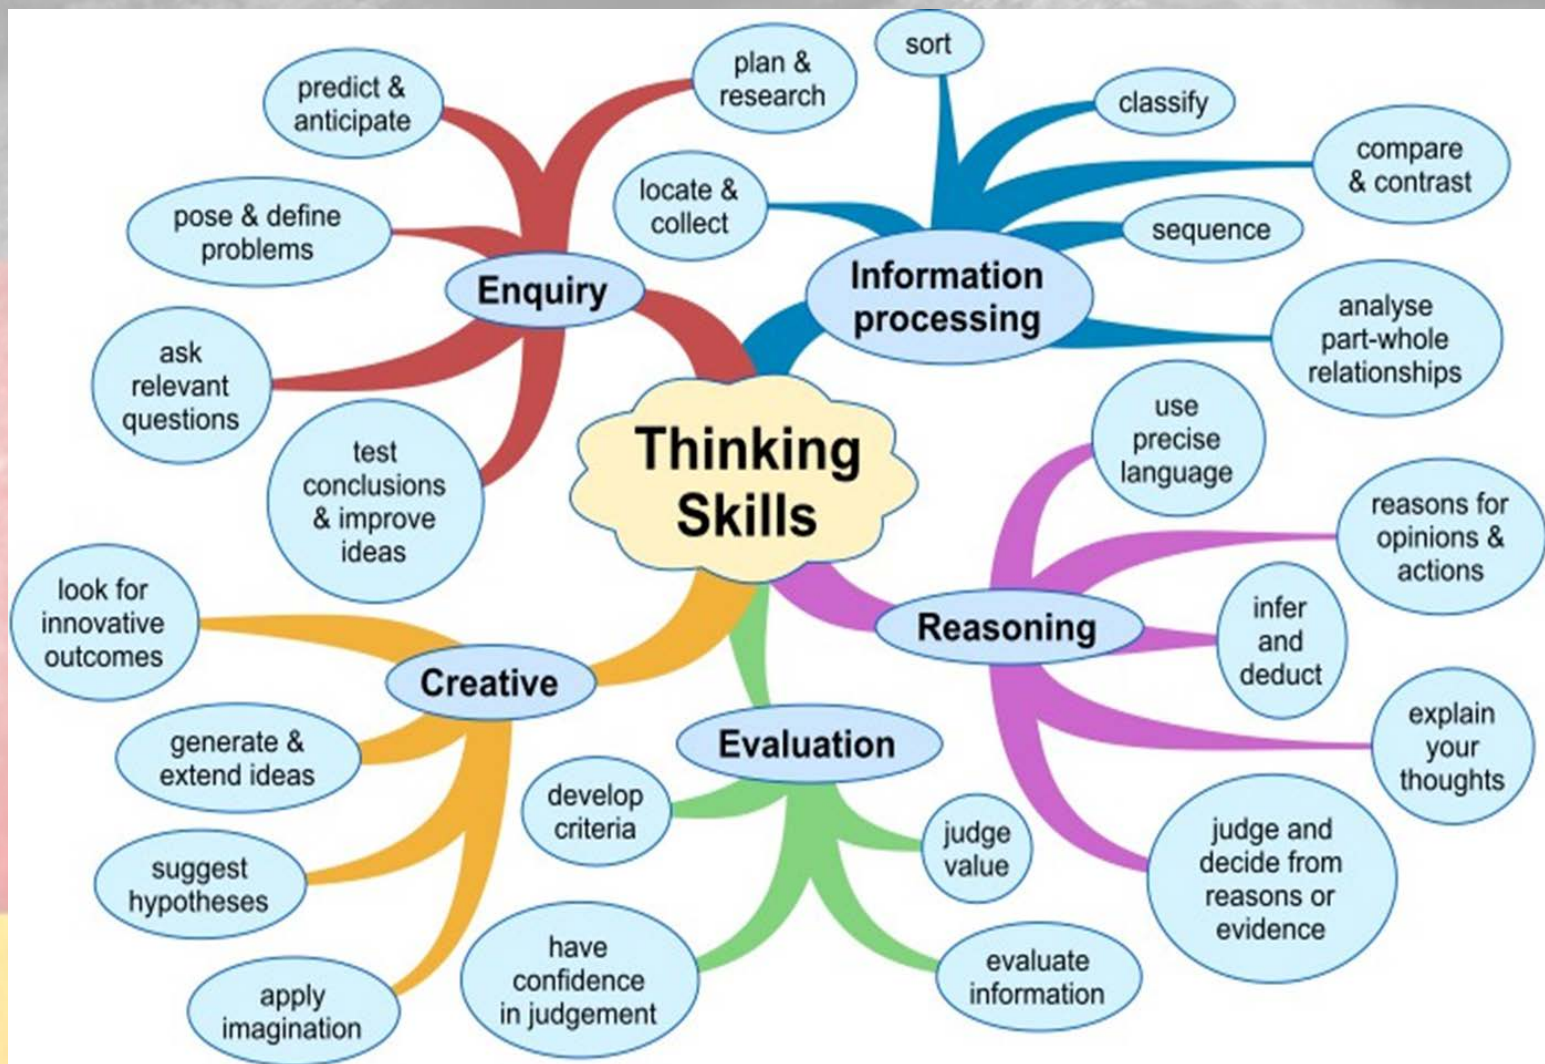 Thinking
Skills
Enquiry
predict &
anticipate
plan &
research
pose & define
problems
ask
relevant
questions
test
conclusions
& improve
ideas
Information
processing
sort
classify
compare
& contrast
locate &
collect
sequence
analyse
part-whole
relationships
Reasoning
use
precise
language
reasons for
opinions &
actions
infer
and
deduct
explain
your
thoughts
judge and
decide from
reasons or
evidence
Evaluation
develop
criteria
judge
value
have
confidence
in judgement
evaluate
information
Creative
look for
innovative
outcomes
generate &
extend ideas
suggest
hypotheses
apply
imagination